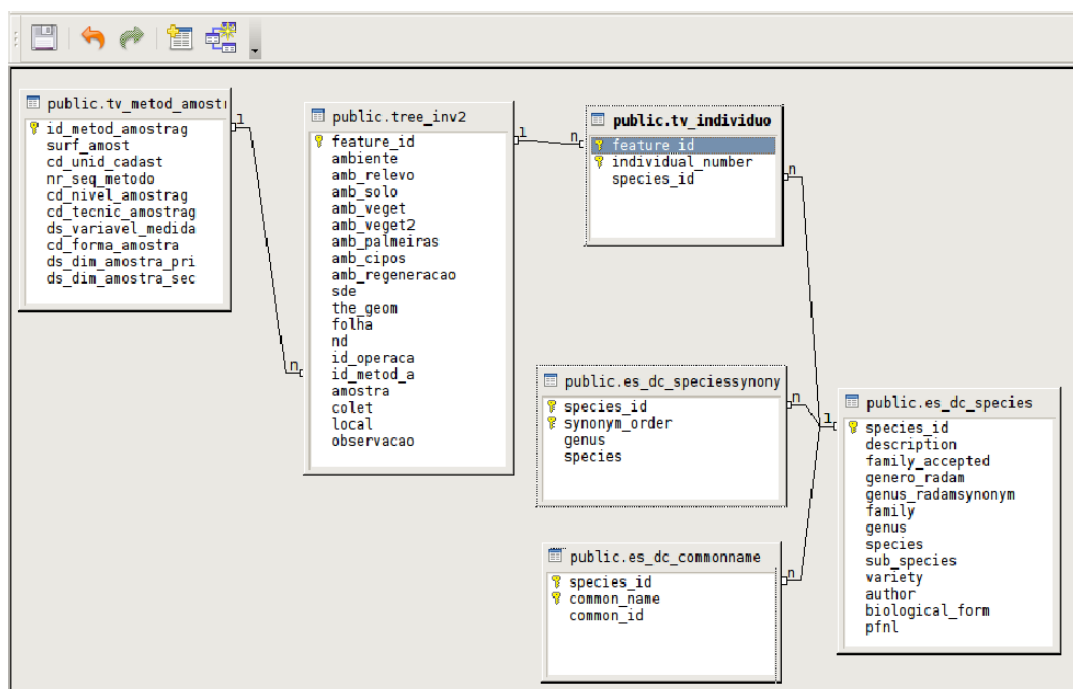 public.tv_metod_amostr
id_metod_amostrag
surf_amost
cd_unid_cadast
nr_seq_metodo
cd_nivel_amostrag
cd_tecnic_amostrag
ds_variavel_medida
cd_forma_amostra
ds_dim_amostra_pri
ds_dim_amostra_sec
1
n
public.tree_inv2
feature_id
ambiente
amb_relevo
amb_solo
amb_veget
amb_veget2
amb_palmeiras
amb_cipos
amb_regeneracao
sde
the_geom
folha
nd
id_operaca
id_metod_a
amostra
colet
local
observacao
1
n
public.tv_individuo
feature_id
individual_number
species_id
n
public.es_dc_speciessynony
species_id
synonym_order
genus
species
n
public.es_dc_commonname
species_id
common_name
common_id
n
1
public.es_dc_species
species_id
description
family_accepted
genero_radam
genus_radamsynonym
family
genus
species
sub_species
variety
author
biological_form
pfnl